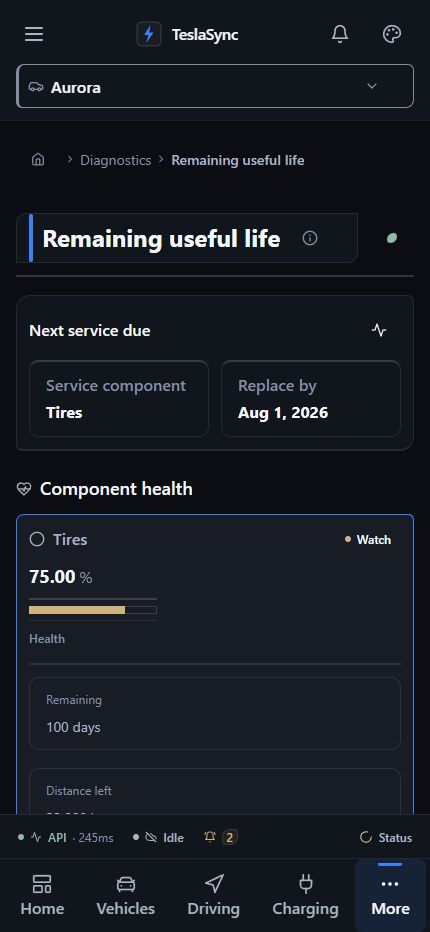 TeslaSync
Aurora
Diagnostics
Remaining useful life
Remaining useful life
Next service due
Service component
Tires
Replace by
Aug 1, 2026
Component health
Tires
Watch
75.00 %
Health
Remaining
100 days
Distance left
API · 245ms
Idle
2
Status
Home
Vehicles
Driving
Charging
More